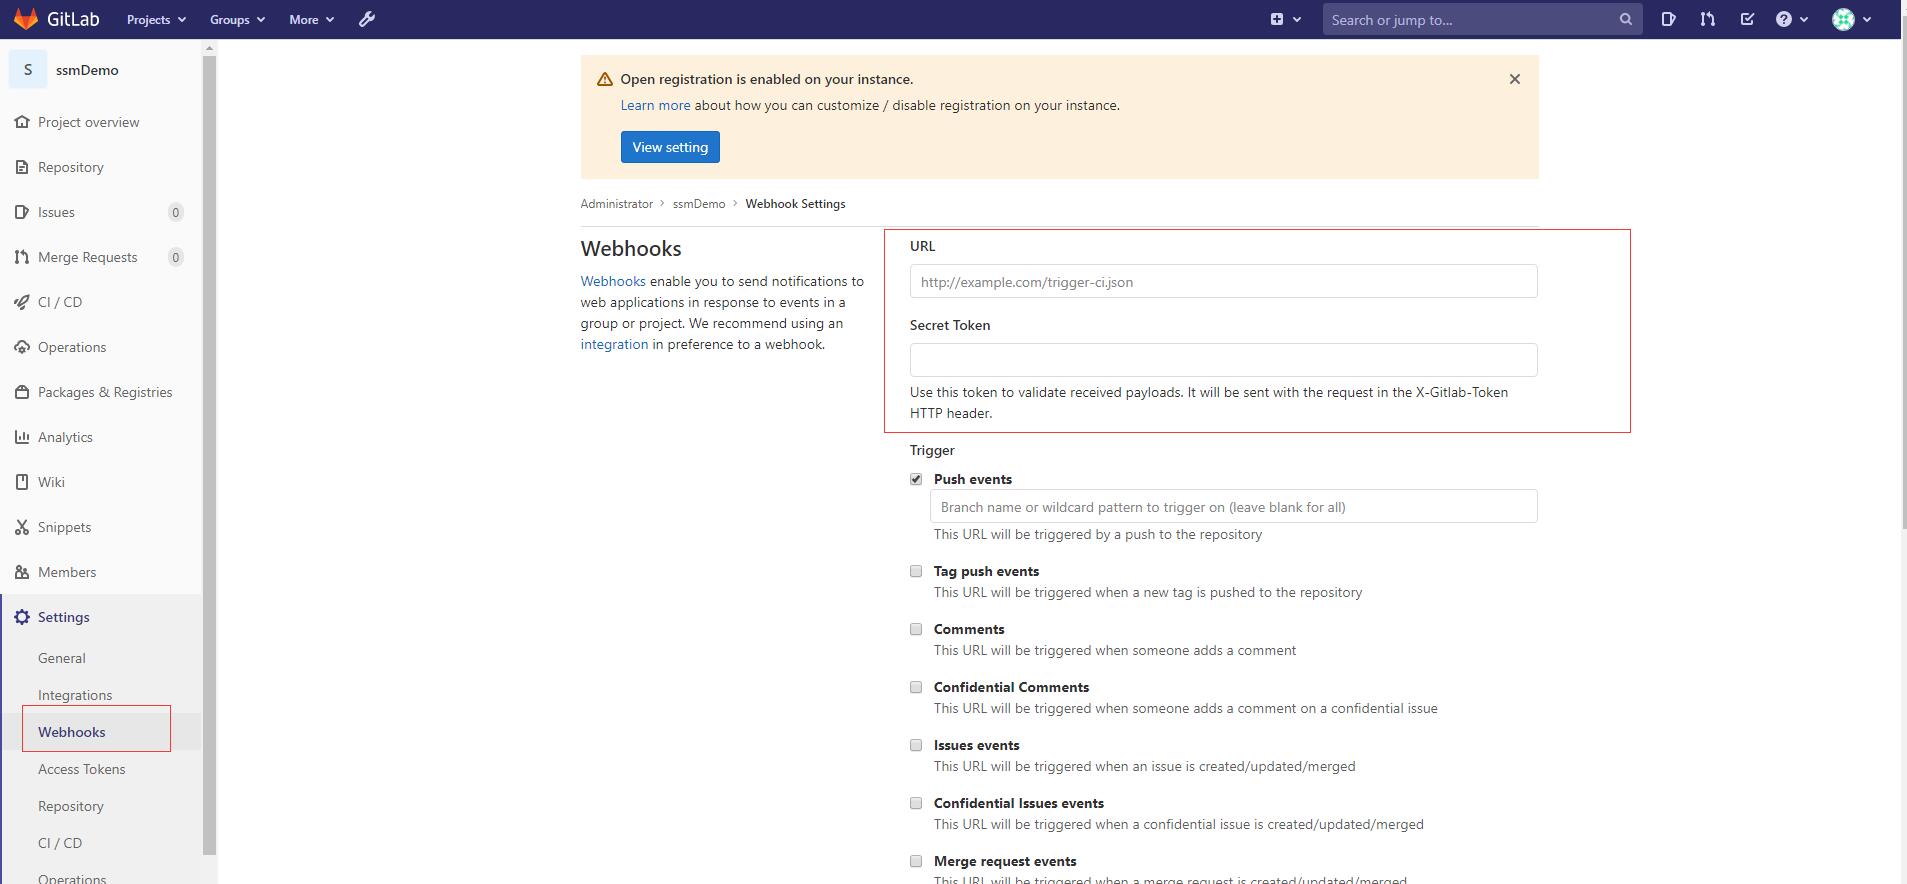 GitLab Projects Groups More Search or jump to...
S ssmDemo
Project overview
Repository
Issues 0
Merge Requests 0
CI / CD
Operations
Packages & Registries
Analytics
Wiki
Snippets
Members
Settings
General
Integrations
Webhooks
Access Tokens
Repository
CI / CD
Operations
Open registration is enabled on your instance.
Learn more about how you can customize / disable registration on your instance.
View setting
Administrator > ssmDemo > Webhook Settings
Webhooks
Webhooks enable you to send notifications to
web applications in response to events in a
group or project. We recommend using an
integration in preference to a webhook.
URL
http://example.com/trigger-ci.json
Secret Token
Use this token to validate received payloads. It will be sent with the request in the X-Gitlab-Token
HTTP header.
Trigger
Push events
Branch name or wildcard pattern to trigger on (leave blank for all)
This URL will be triggered by a push to the repository
Tag push events
This URL will be triggered when a new tag is pushed to the repository
Comments
This URL will be triggered when someone adds a comment
Confidential Comments
This URL will be triggered when someone adds a comment on a confidential issue
Issues events
This URL will be triggered when an issue is created/updated/merged
Confidential Issues events
This URL will be triggered when a confidential issue is created/updated/merged
Merge request events
This URL will be triggered when a merge request is created/updated/merged